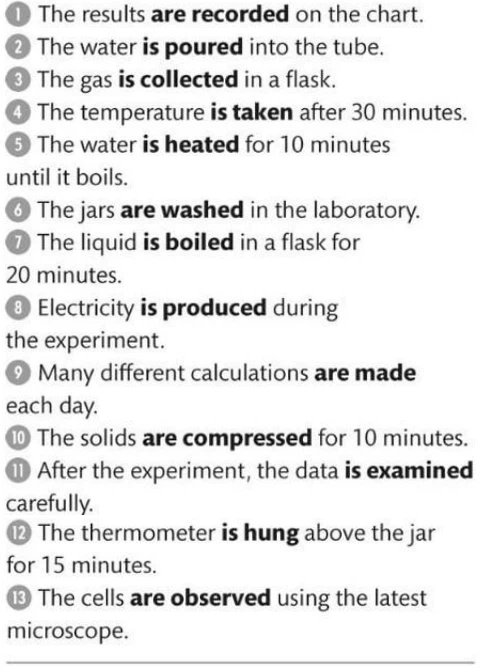 1 The results are recorded on the chart.
2 The water is poured into the tube.
3 The gas is collected in a flask.
4 The temperature is taken after 30 minutes.
5 The water is heated for 10 minutes
until it boils.
6 The jars are washed in the laboratory.
7 The liquid is boiled in a flask for
20 minutes.
8 Electricity is produced during
the experiment.
9 Many different calculations are made
each day.
10 The solids are compressed for 10 minutes.
11 After the experiment, the data is examined
carefully.
12 The thermometer is hung above the jar
for 15 minutes.
13 The cells are observed using the latest
microscope.